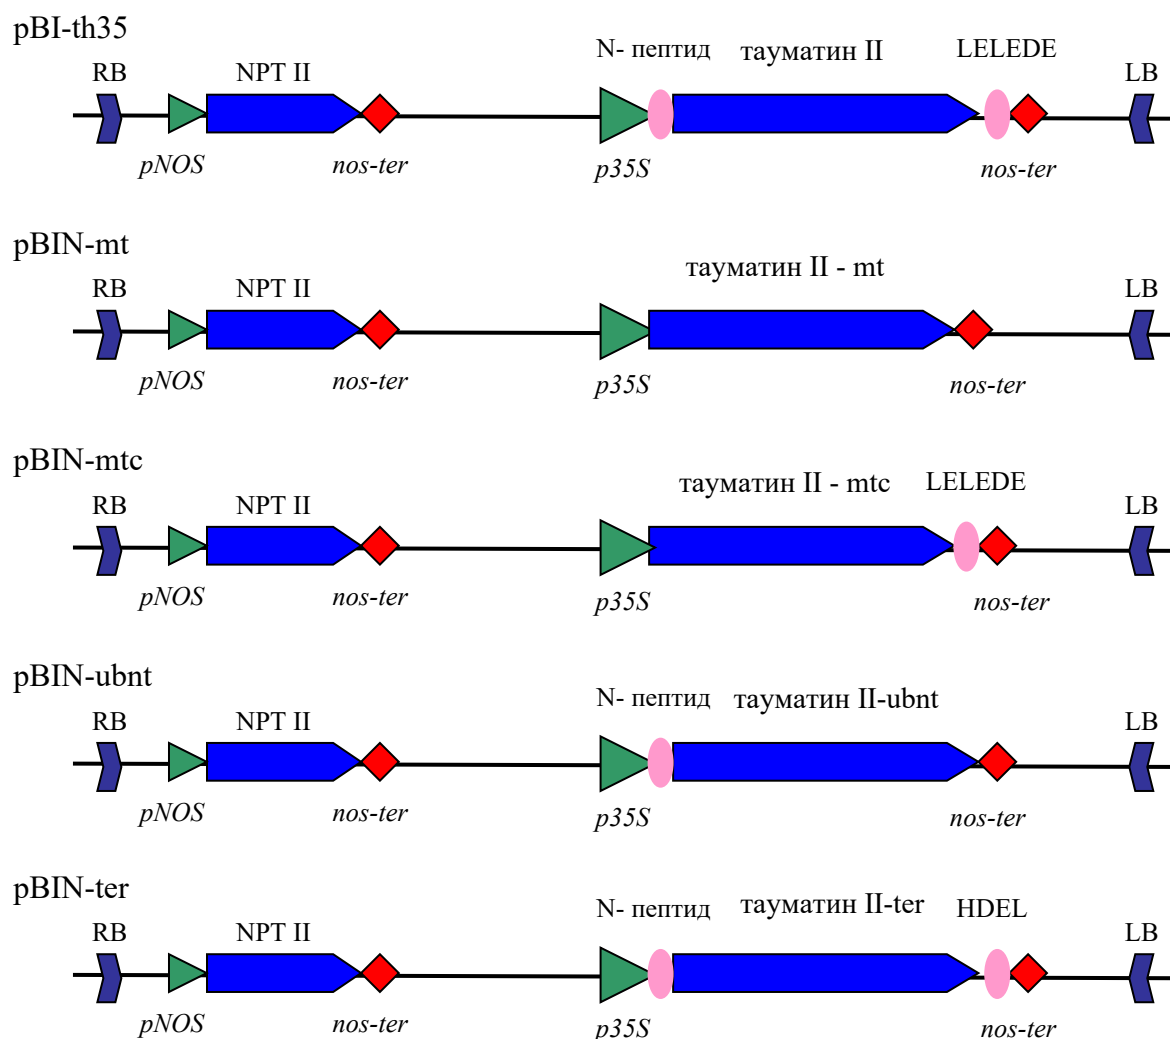 pBI-th35
N- пептид тауматин II LELEDE
RB NPT II LB
pNOS nos-ter p35S nos-ter
pBIN-mt
тауматин II - mt
RB NPT II LB
pNOS nos-ter p35S nos-ter
pBIN-mtc
тауматин II - mtc LELEDE
RB NPT II LB
pNOS nos-ter p35S nos-ter
pBIN-ubnt
N- пептид тауматин II-ubnt
RB NPT II LB
pNOS nos-ter p35S nos-ter
pBIN-ter
N- пептид тауматин II-ter HDEL
RB NPT II LB
pNOS nos-ter p35S nos-ter